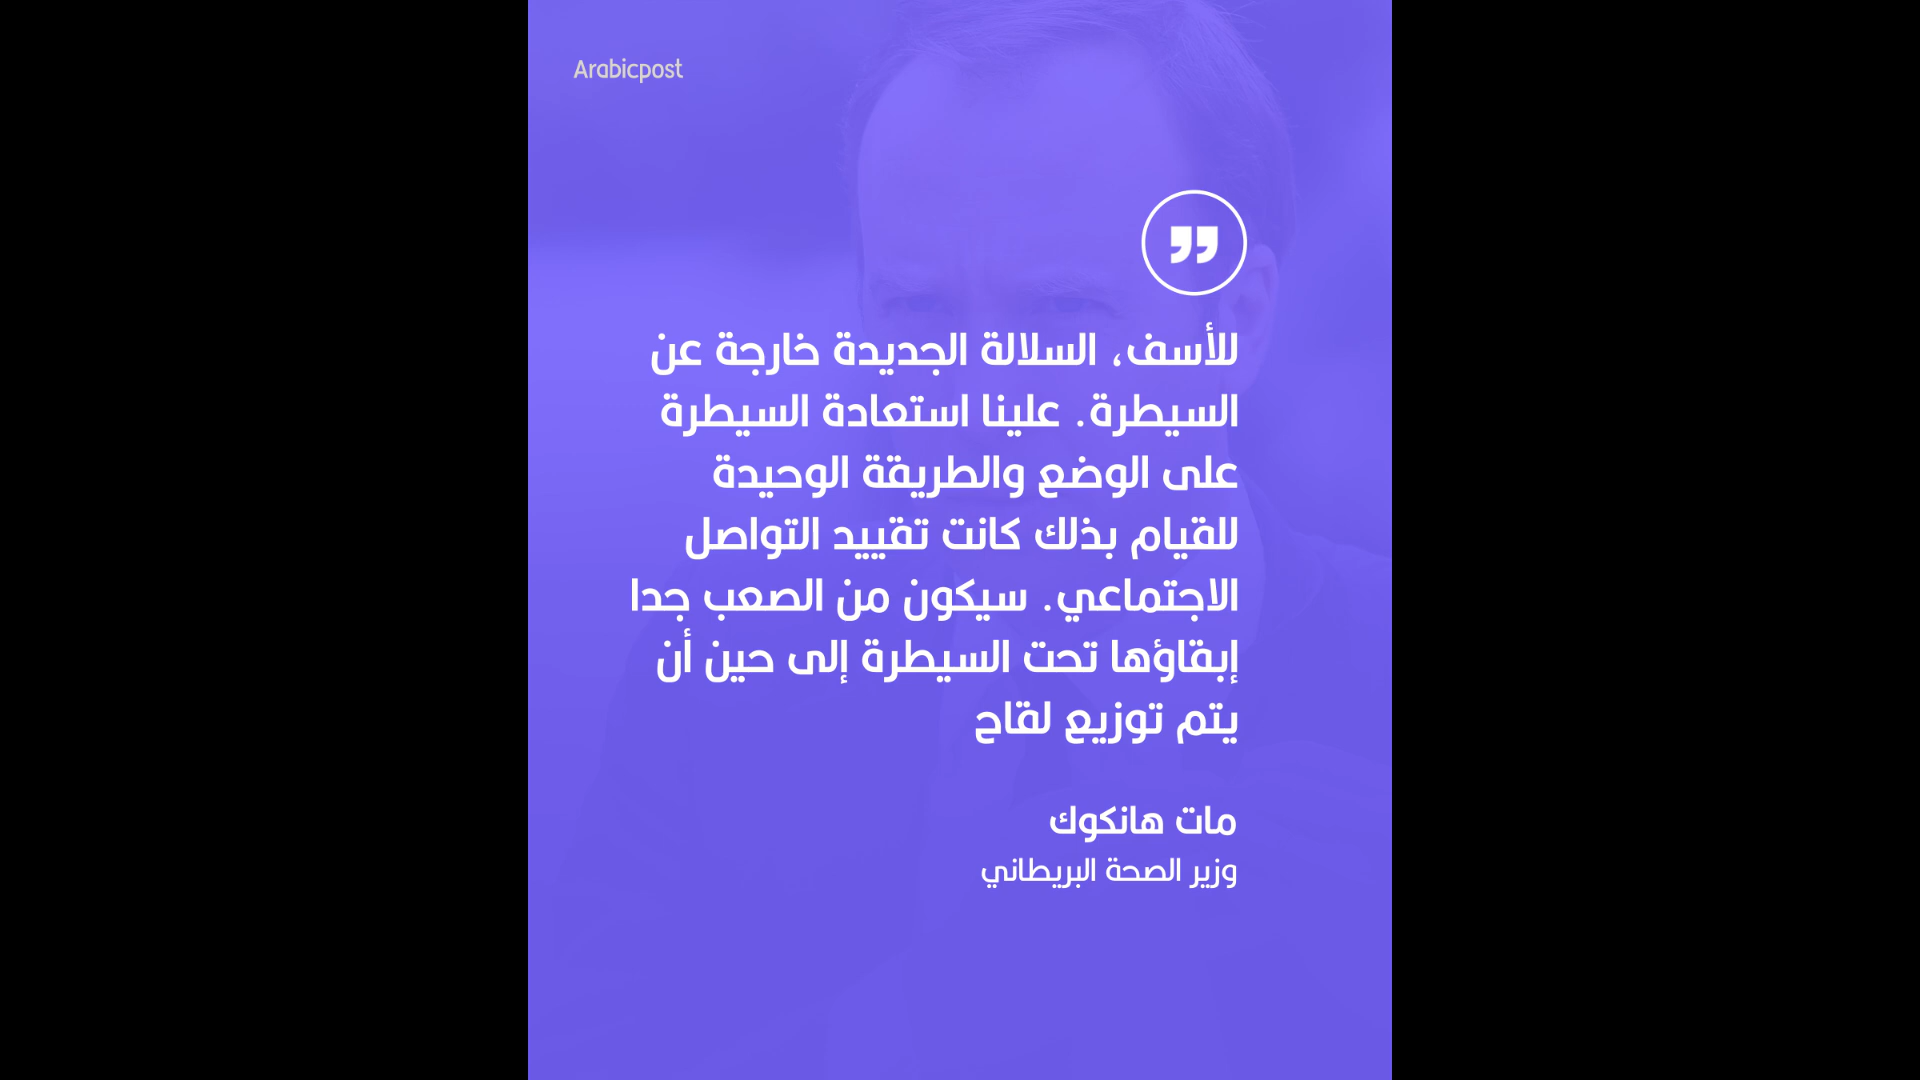 Arabicpost
للأسف، السلالة الجديدة خارجة عن
السيطرة. علينا استعادة السيطرة
على الوضع والطريقة الوحيدة
للقيام بذلك كانت تقييد التواصل
الاجتماعي. سيكون من الصعب جدا
إبقاؤها تحت السيطرة إلى حين أن
يتم توزيع لقاح
مات هانكوك
وزير الصحة البريطاني